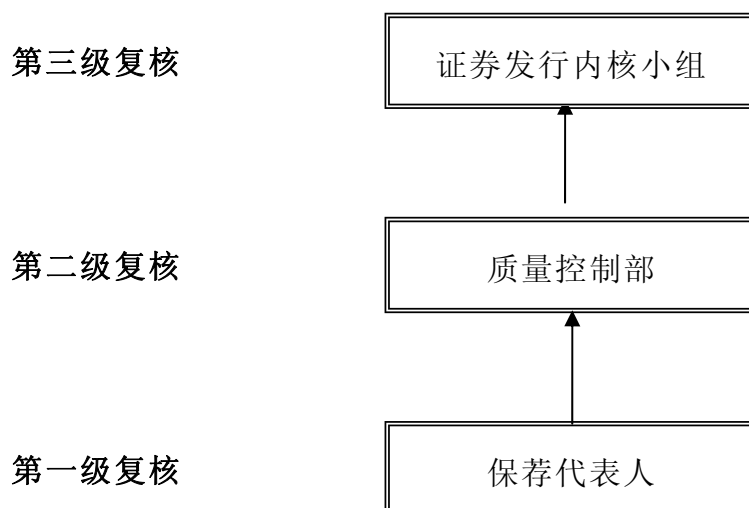 第三级复核
证券发行内核小组
第二级复核
质量控制部
第一级复核
保荐代表人